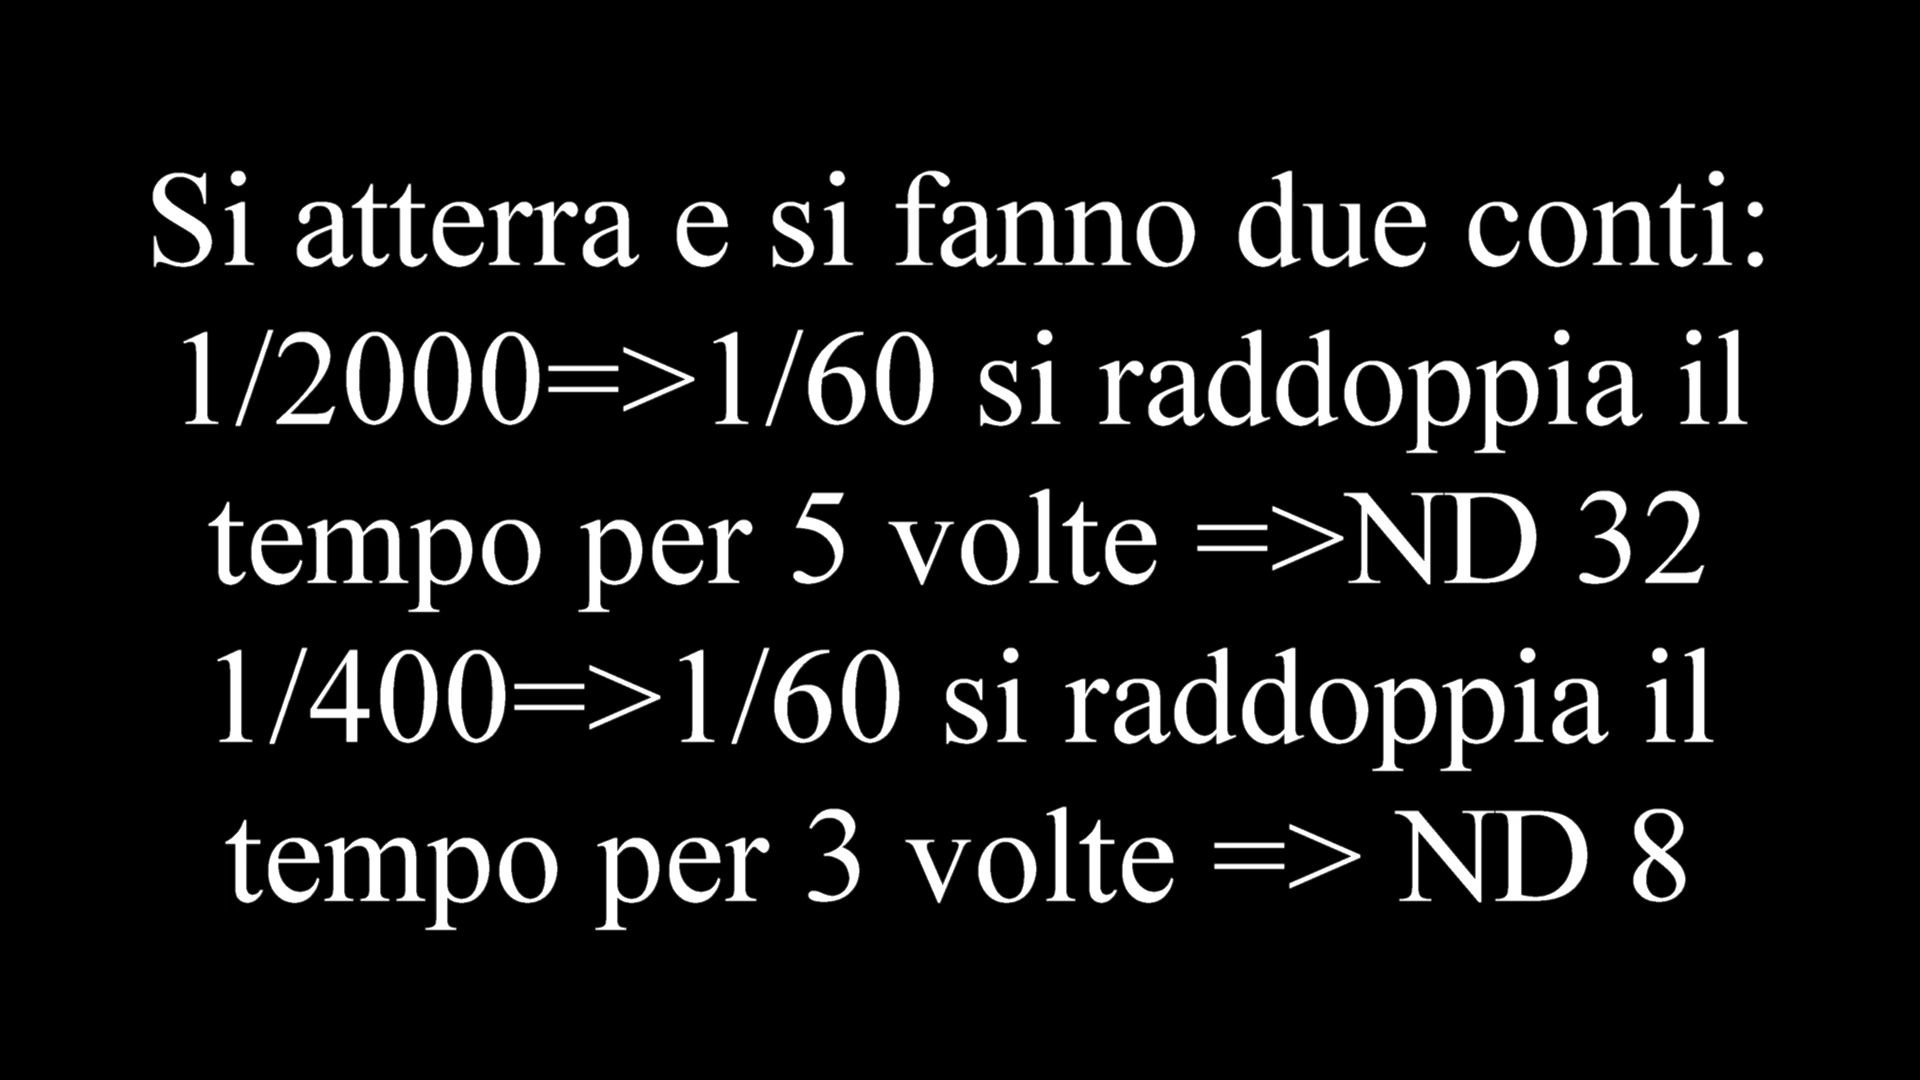 Si atterra e si fanno due conti:
1/2000=>1/60 si raddoppia il
tempo per 5 volte =>ND 32
1/400=>1/60 si raddoppia il
tempo per 3 volte => ND 8